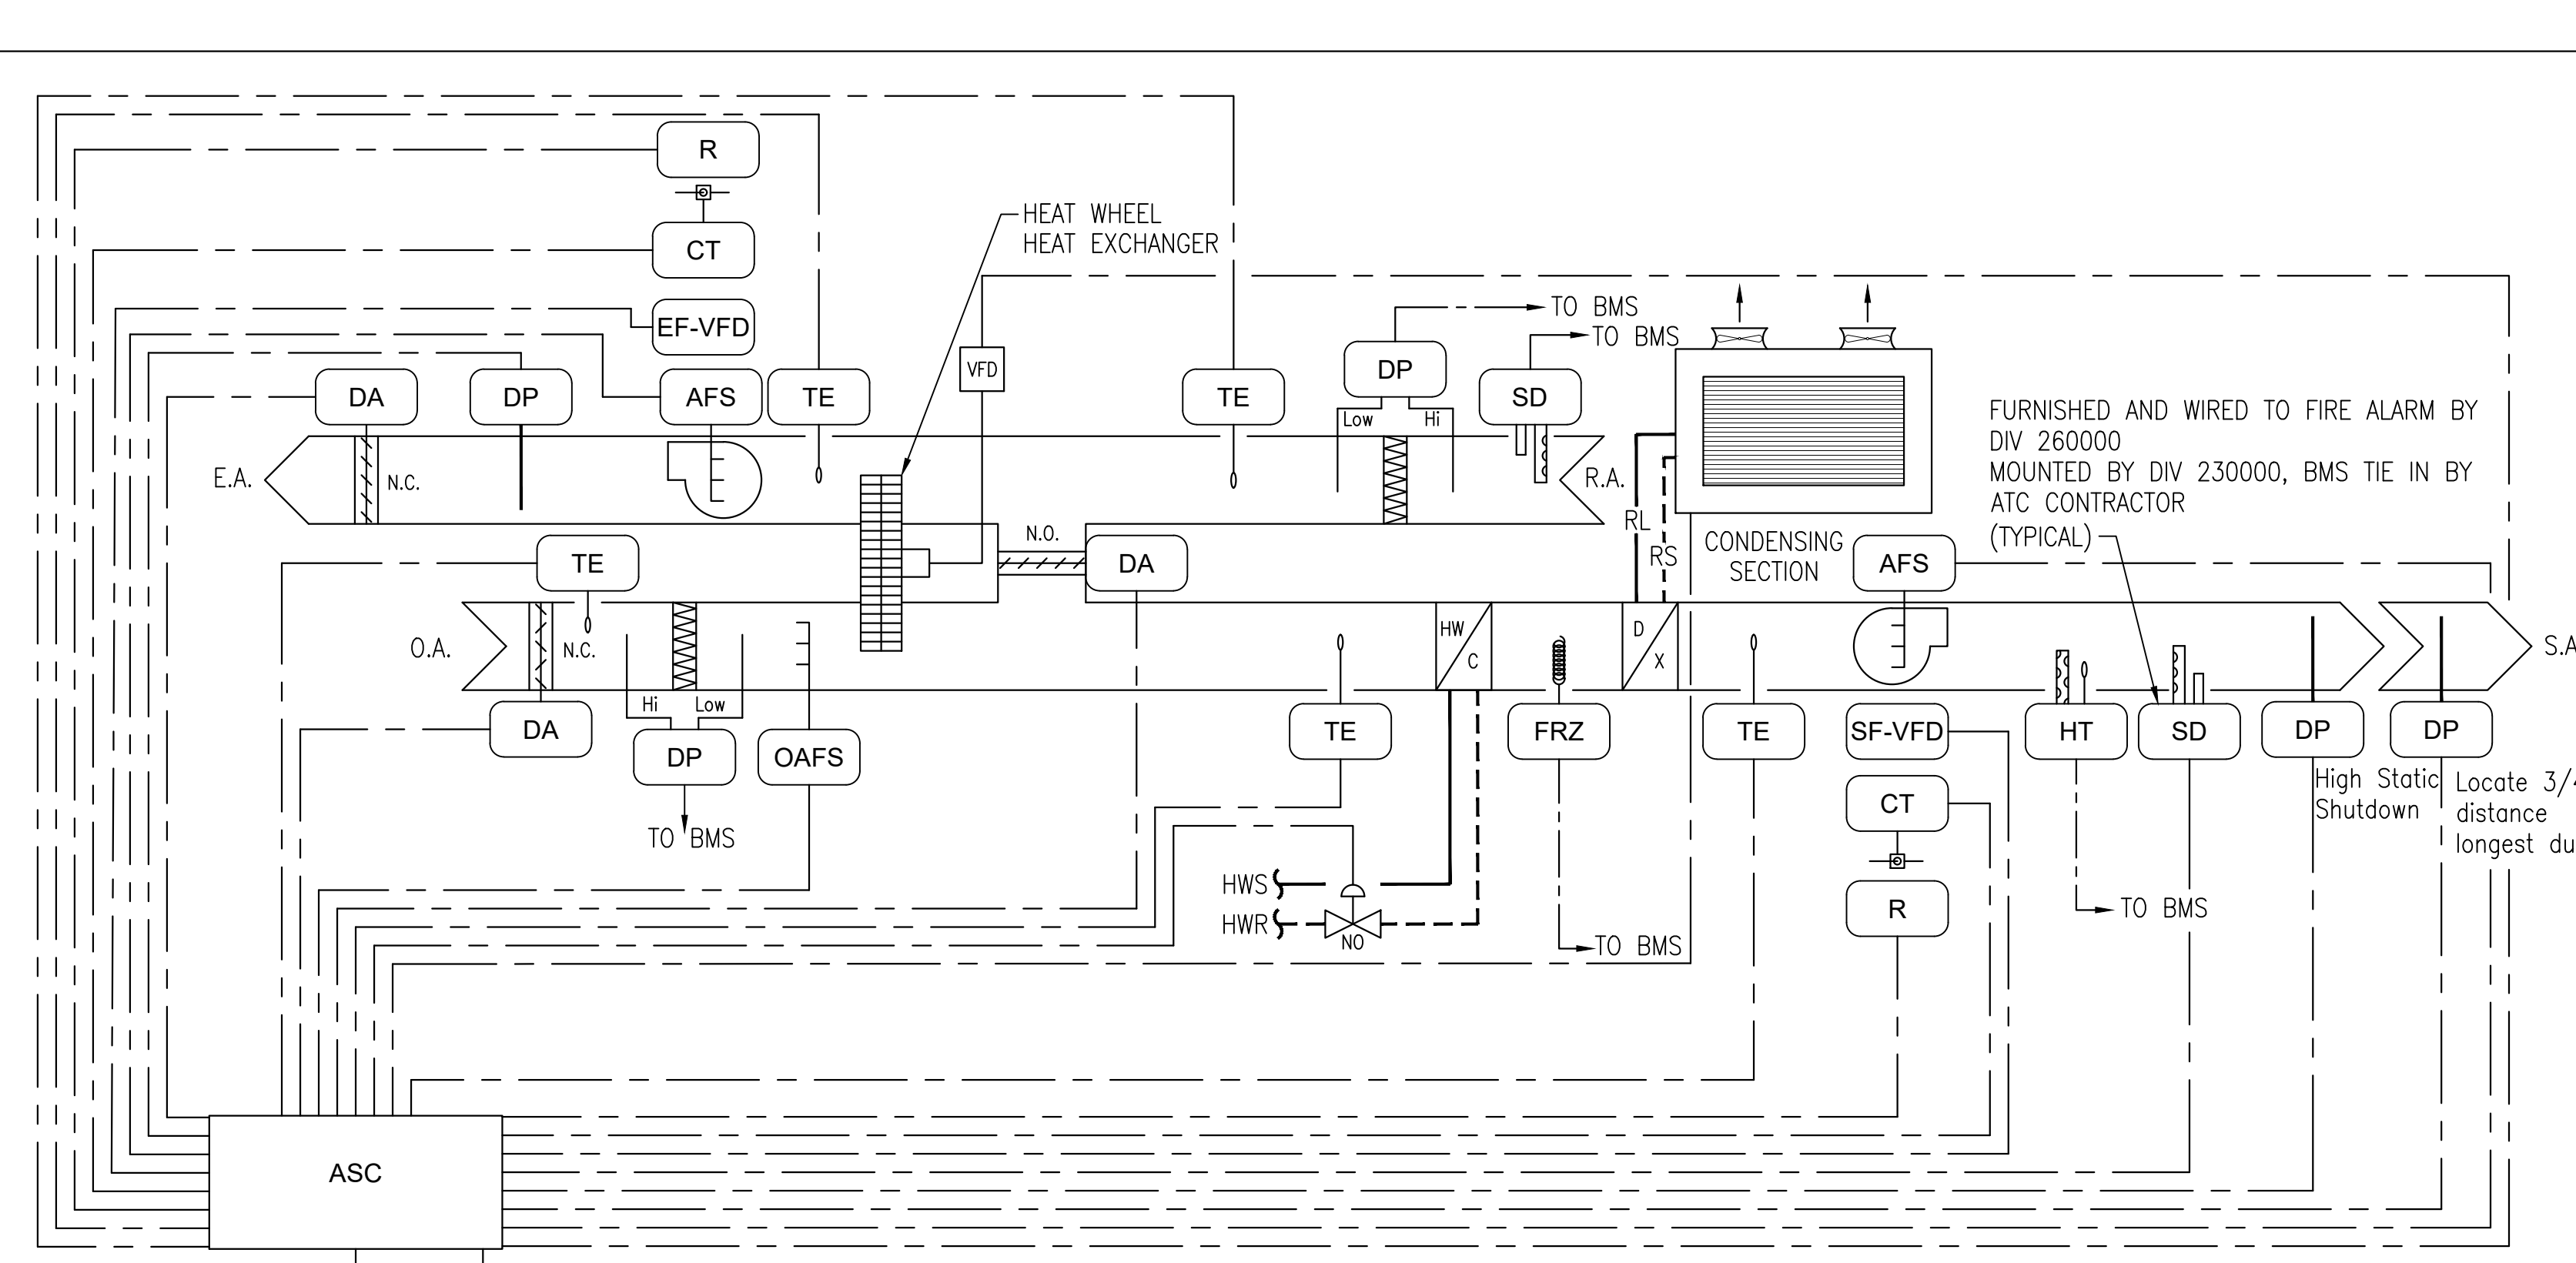 R
CT
HEAT WHEEL
HEAT EXCHANGER
EF-VFD
TO BMS
TO BMS
VFD
DP
DA
DP
AFS
TE
TE
SD
Low
Hi
FURNISHED AND WIRED TO FIRE ALARM BY
DIV 260000
MOUNTED BY DIV 230000, BMS TIE IN BY
ATC CONTRACTOR
(TYPICAL)
E.A.
N.C.
R.A.
RL
RS
N.O.
CONDENSING
SECTION
TE
DA
AFS
O.A.
N.C.
HW
C
D
X
Hi
Low
DA
DP
OAFS
TE
FRZ
TE
SF-VFD
HT
SD
DP
DP
High Static
Shutdown
Locate
distance
longest
TO BMS
CT
HWS
HWR
NO
R
TO BMS
TO BMS
ASC